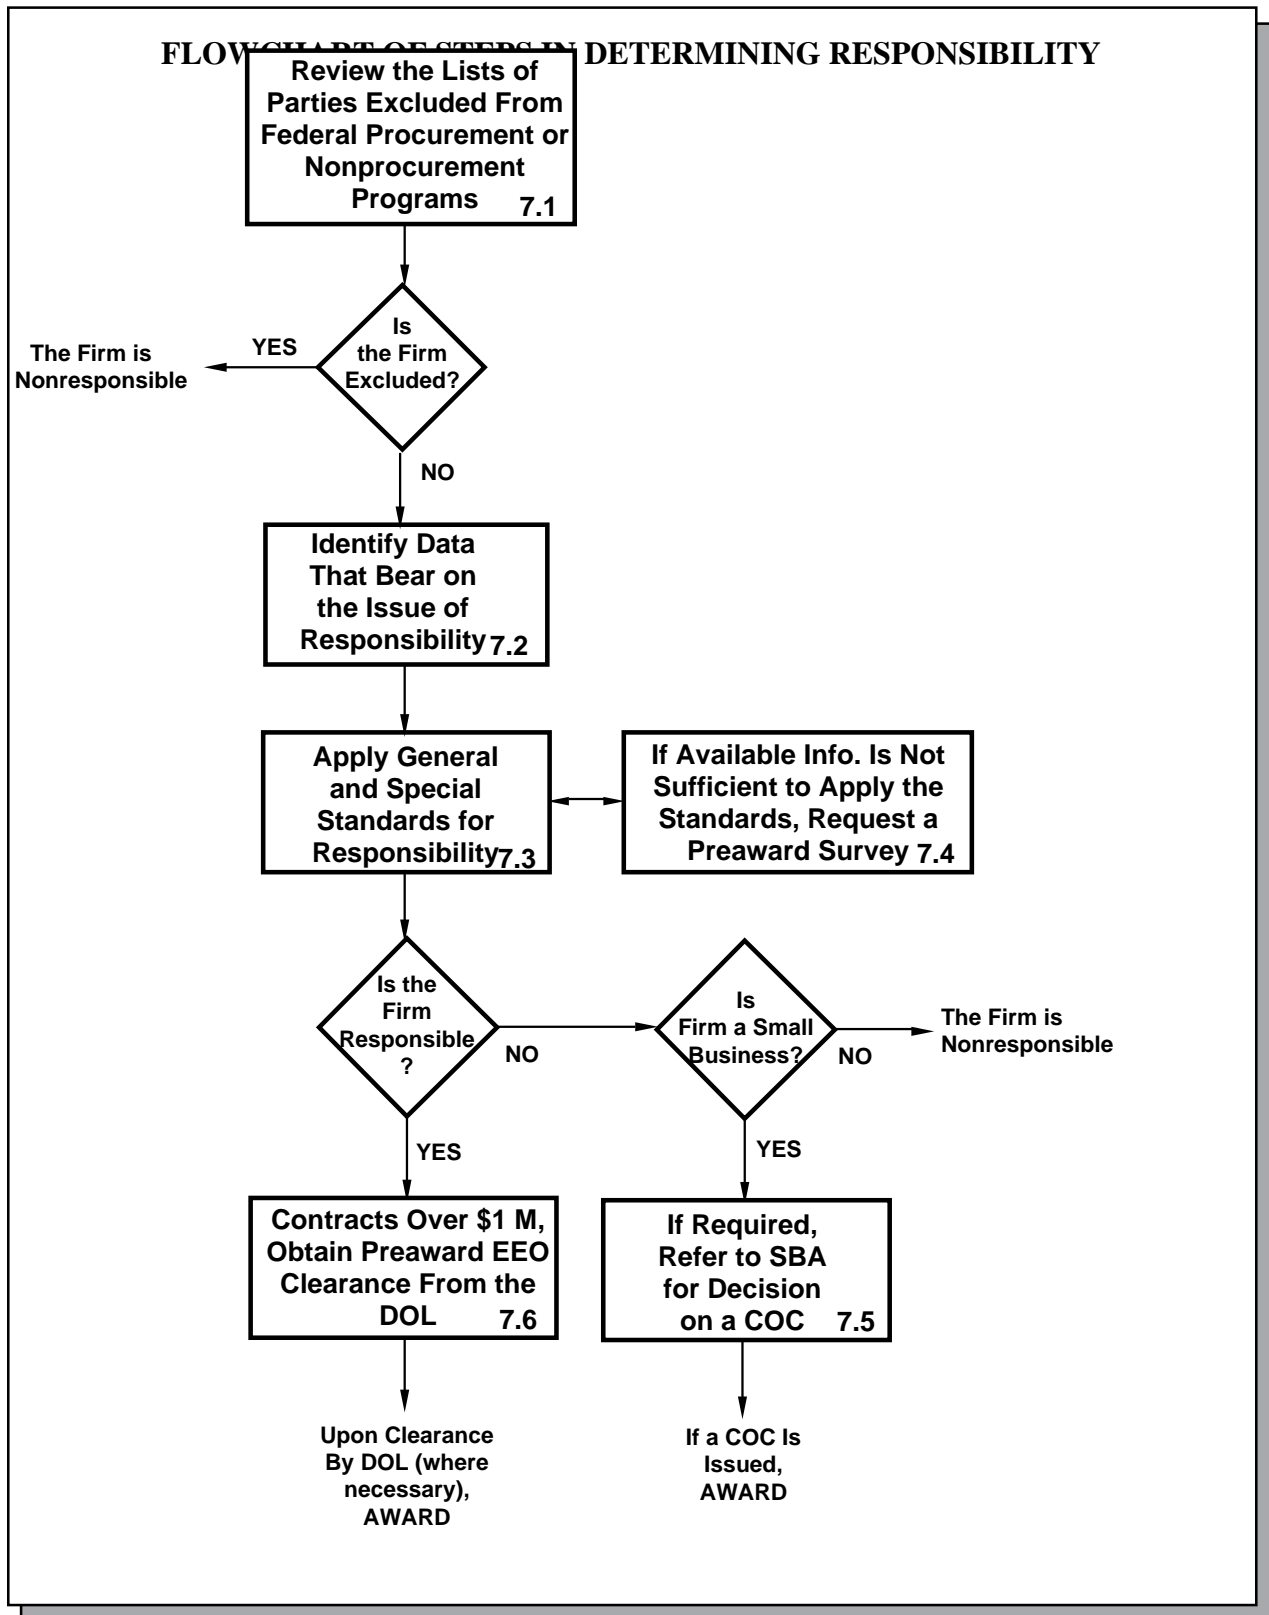 FLOWCHART OF STEPS IN DETERMINING RESPONSIBILITY
Review the Lists of
Parties Excluded From
Federal Procurement or
Nonprocurement
Programs 7.1
Is
the Firm
Excluded?
YES
The Firm is
Nonresponsible
NO
Identify Data
That Bear on
the Issue of
Responsibility 7.2
Apply General
and Special
Standards for
Responsibility 7.3
If Available Info. Is Not
Sufficient to Apply the
Standards, Request a
Preaward Survey 7.4
Is the
Firm
Responsible
?
NO
Is
Firm a Small
Business?
NO
The Firm is
Nonresponsible
YES
YES
Contracts Over $1 M,
Obtain Preaward EEO
Clearance From the
DOL 7.6
If Required,
Refer to SBA
for Decision
on a COC 7.5
Upon Clearance
By DOL (where
necessary),
AWARD
If a COC Is
Issued,
AWARD